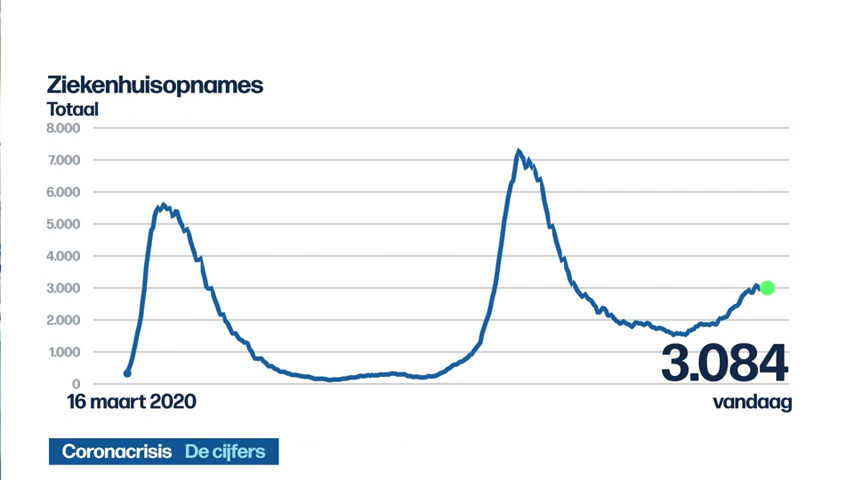 Ziekenhuisopnames
Totaal
8.000
7.000
6.000
5.000
4.000
3.000
2.000
1.000
0
3.084
16 maart 2020
vandaag
Coronacrisis De cijfers